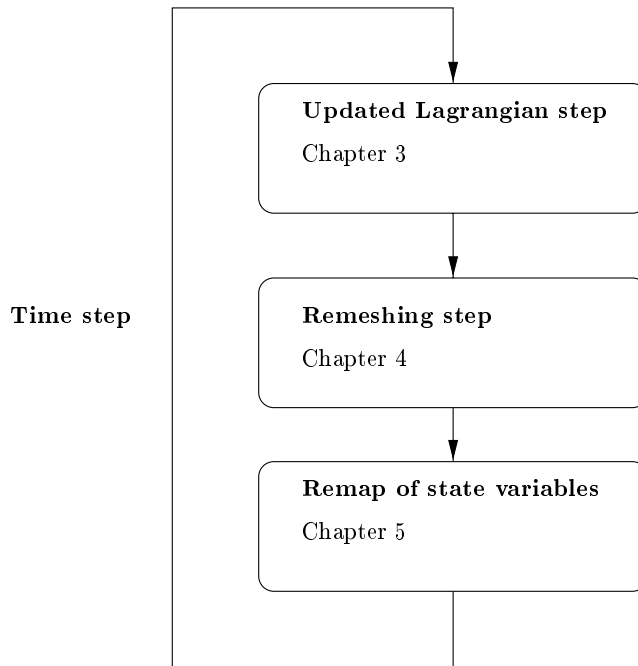 Updated Lagrangian step
Chapter 3
Time step
Remeshing step
Chapter 4
Remap of state variables
Chapter 5